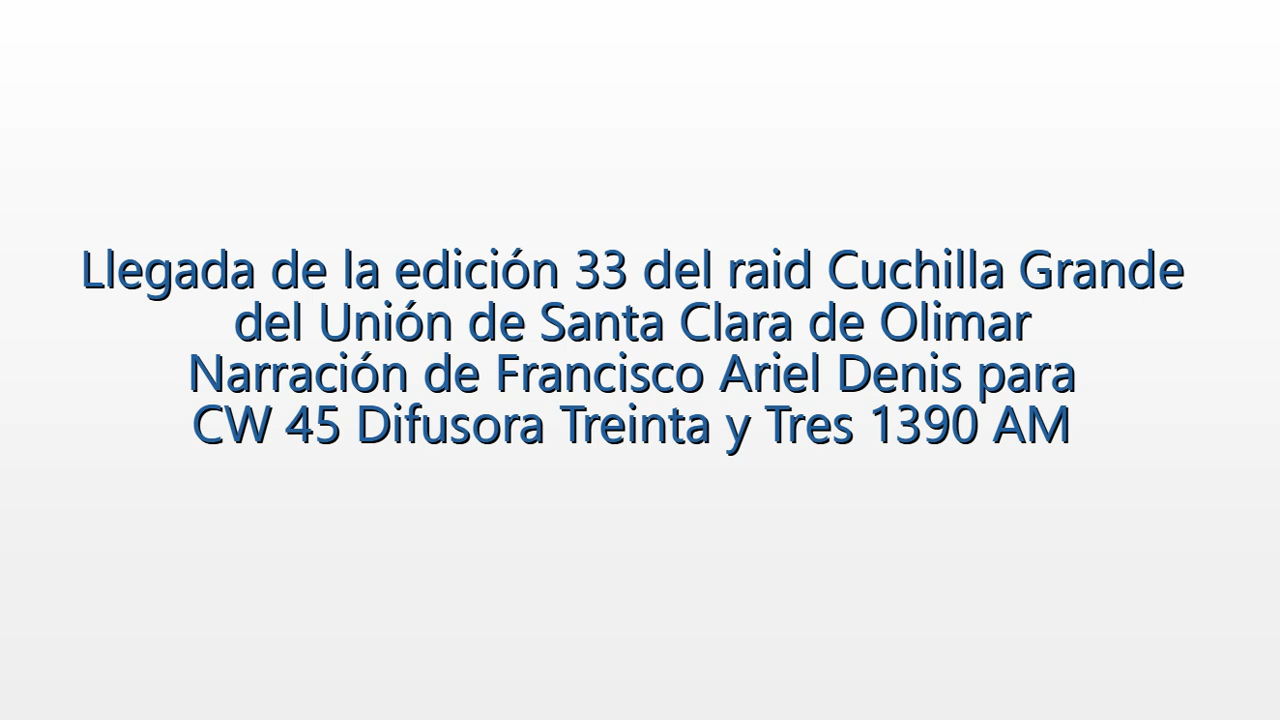 Llegada de la edición 33 del raid Cuchilla Grande
del Unión de Santa Clara de Olimar
Narración de Francisco Ariel Denis para
CW 45 Difusora Treinta y Tres 1390 AM